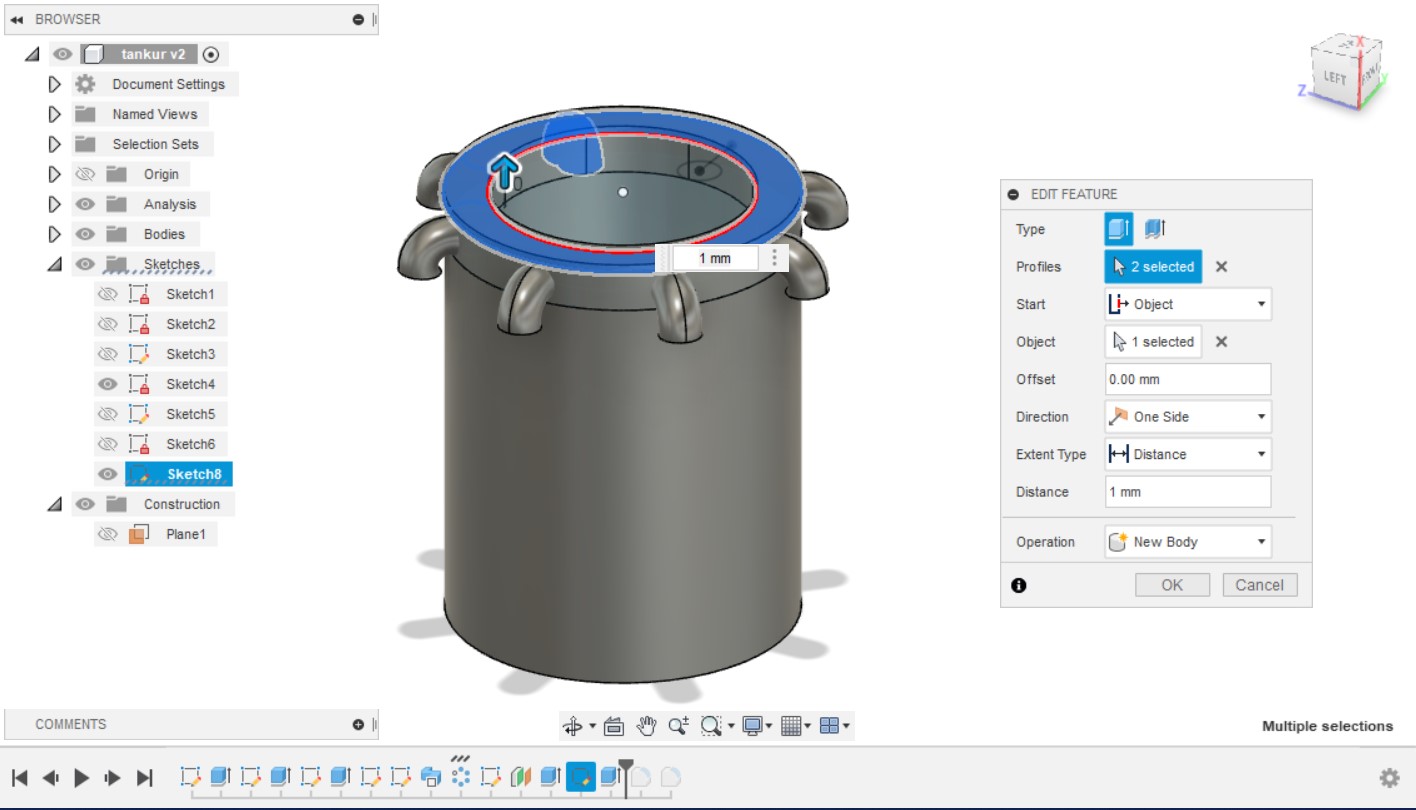 BROWSER
tankur v2
Document Settings
Named Views
Selection Sets
Origin
Analysis
Bodies
Sketches
Sketch1
Sketch2
Sketch3
Sketch4
Sketch5
Sketch6
Sketch8
Construction
Plane1
X
LEFT
Z
Y
1 mm
EDIT FEATURE
Type
Profiles 2 selected
Start Object
Object 1 selected
Offset 0.00 mm
Direction One Side
Extent Type Distance
Distance 1 mm
Operation New Body
OK Cancel
COMMENTS
Multiple selections